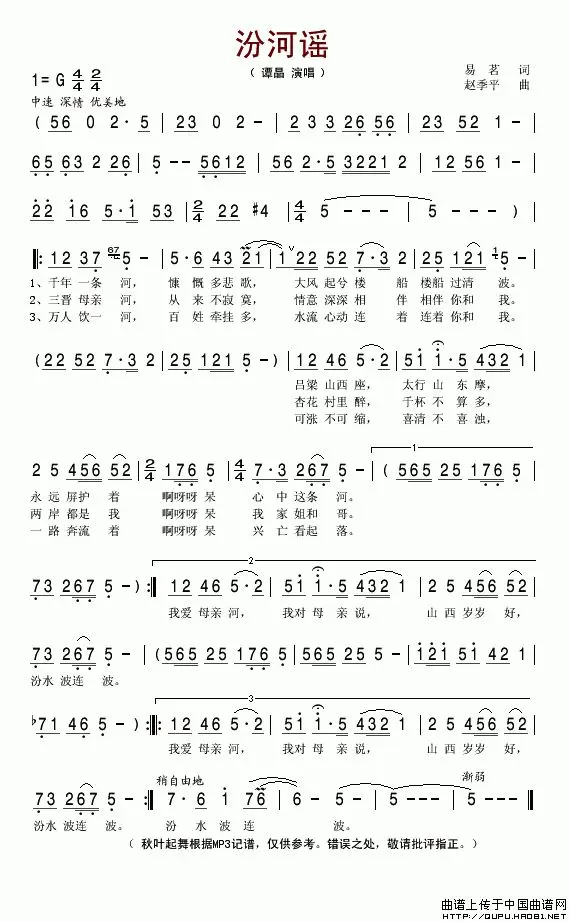 汾河谣
（ 谭晶 演唱 ）
易 茗 词
赵季平 曲
1= G 4/4 2/4
中速 深情 优美地
( 56 0 2· 5 | 23 0 2 - | 2 33 26 56 | 23 52 1 - |
65 63 2 26 | 5 - - 5612 | 56 2·5 3221 2 | 12 56 1 - |
22 16 5·1 53 | 2/4 22 #4 | 4/4 5 - - - | 5 - - - )
‖: 12 37 67 5 - | 5·6 43 21 | 1 22 52 7·3 2 | 25 121 1 5 - |
1、千年 一条 河， 慷 慨 多悲 歌， 大风 起兮 楼 船 楼船 过清 波。
2、三晋 母亲 河， 从 来 不寂 寞， 情意 深深 相 伴 相伴 你和 我。
3、万人 饮一 河， 百 姓 牵挂 多， 水流 心动 连 着 连着 你和 我。
(22 52 7·3 2 | 25 121 5 - ) | 12 46 5·2 | 51 1·5 432 1 |
吕梁 山西 座， 太行 山 东 摩，
杏花 村里 醉， 千杯 不 算 多，
可涨 不可 缩， 喜清 不 喜 浊，
2 5 456 52 | 2/4 176 5 | 4/4 7·3 267 5 - | 1 (565 25 176 5 |
永 远 屏护 着 啊呀呀 呆 心 中 这条 河。
两 岸 都是 我 啊呀呀 呆 我 家 姐和 哥。
一 路 奔流 着 啊呀呀 呆 兴 亡 看起 落。
2
73 267 5 - ) :‖ 12 46 5·2 | 51 1·5 432 1 | 2 5 456 52 |
我爱 母亲 河， 我对 母 亲 说， 山 西 岁岁 好，
73 267 5 - | (565 25 176 5 | 565 25 176 5 | 1 2 1 51 42 4 |
汾水 波连 波。
3
b71 46 5 - ) :‖: 12 46 5·2 | 51 1·5 432 1 | 2 5 456 52 |
我爱 母亲 河， 我对 母 亲 说， 山 西 岁岁 好，
稍自由地 渐弱
73 267 5 - :‖ 7·6 1 76 | 6 - 5 - | 5 - - - | 5 - - - ‖
汾水 波连 波。 汾 水 波 连 波。
（ 秋叶起舞根据MP3记谱，仅供参考。错误之处，敬请批评指正。）
曲谱上传于中国曲谱网
http://QUPU.HAO81.NET